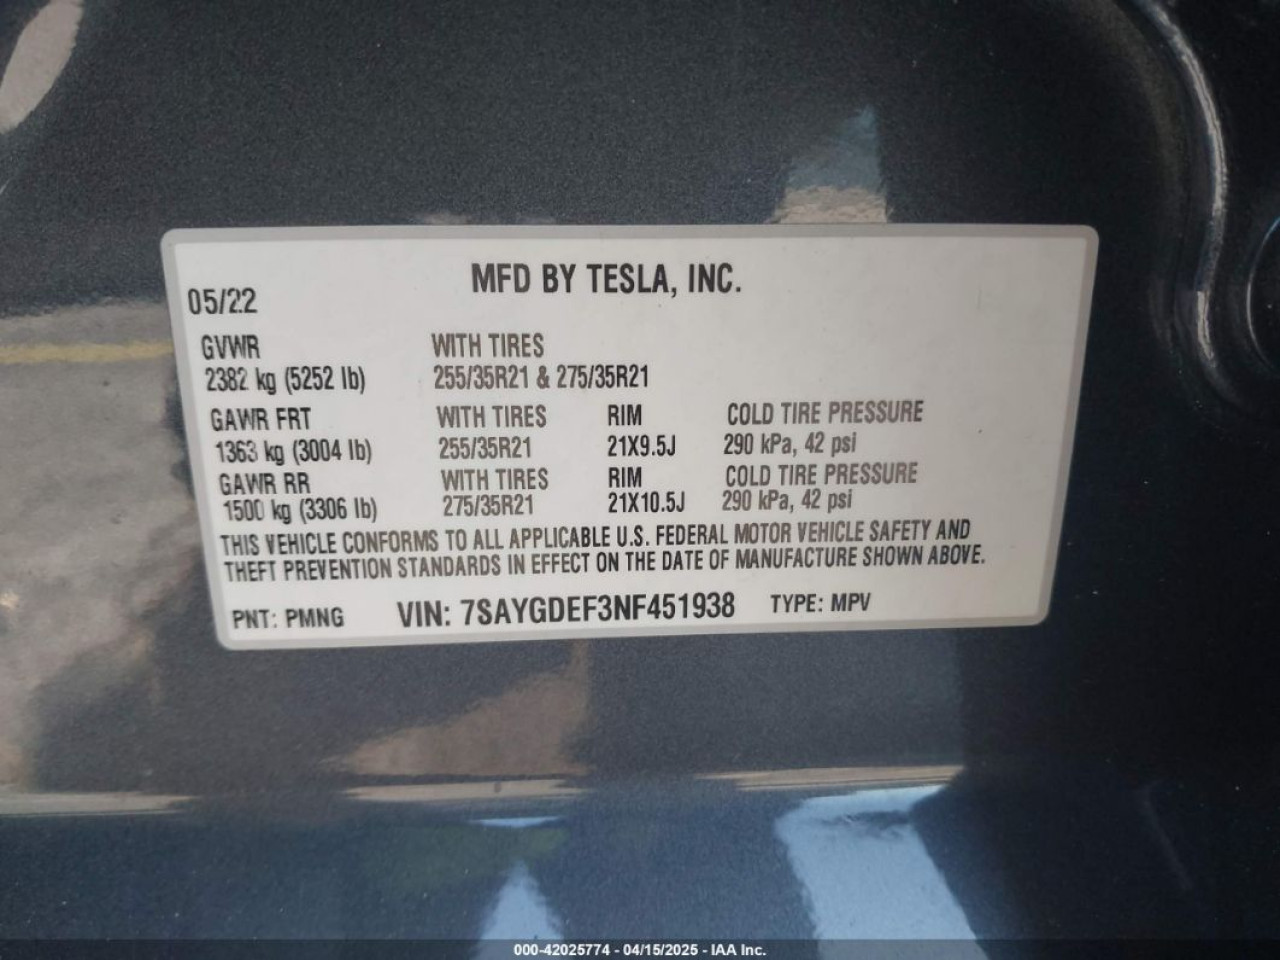 MFD BY TESLA, INC.
05/22
GVWR WITH TIRES
2382 kg (5252 lb) 255/35R21 & 275/35R21
GAWR FRT WITH TIRES RIM COLD TIRE PRESSURE
1363 kg (3004 lb) 255/35R21 21X9.5J 290 kPa, 42 psi
GAWR RR WITH TIRES RIM COLD TIRE PRESSURE
1500 kg (3306 lb) 275/35R21 21X10.5J 290 kPa, 42 psi
THIS VEHICLE CONFORMS TO ALL APPLICABLE U.S. FEDERAL MOTOR VEHICLE SAFETY AND
THEFT PREVENTION STANDARDS IN EFFECT ON THE DATE OF MANUFACTURE SHOWN ABOVE.
PNT: PMNG VIN: 7SAYGDEF3NF451938 TYPE: MPV
000-42025774 - 04/15/2025 - IAA Inc.